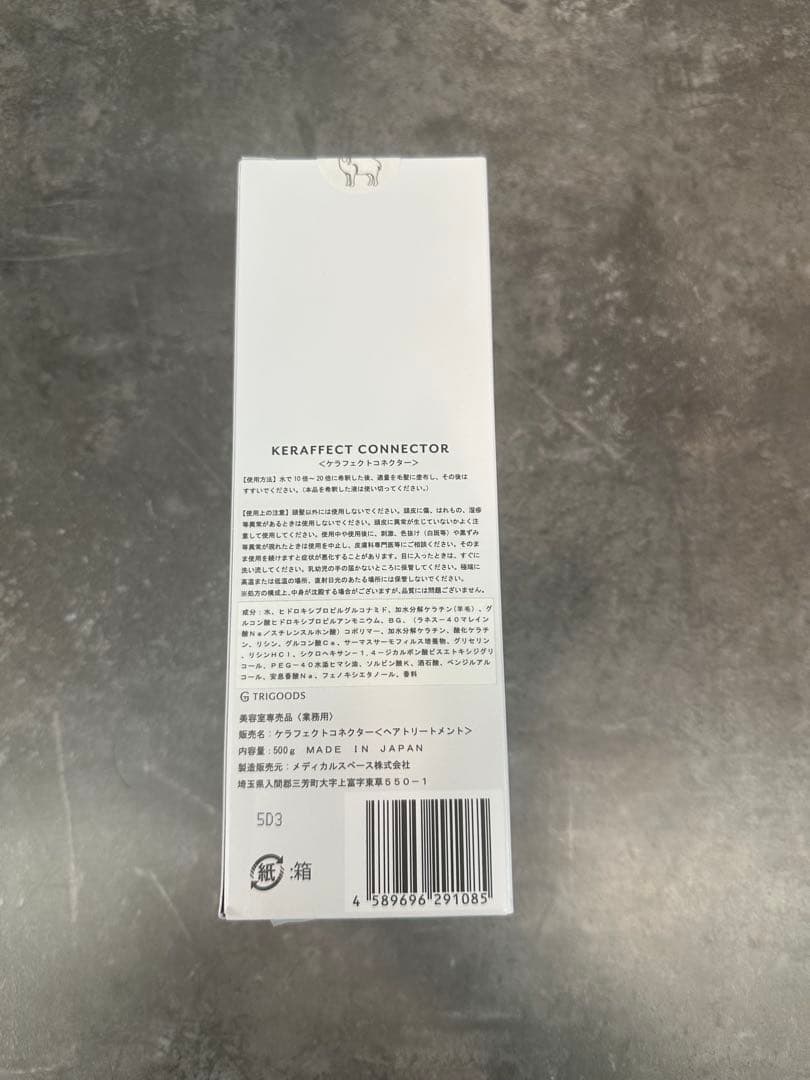 KERAFFECT CONNECTOR
<ケラフェクトコネクター>
【使用方法】水で10倍〜20倍に希釈した後、適量を毛髪に塗布し、その後は
すすいでください。（本品を希釈した液は使い切ってください。）
【使用上の注意】頭髪以外には使用しないでください。頭皮に傷、はれもの、湿疹
等異常があるときは使用しないでください。頭皮に異常が生じていないかよく注
意して使用してください。使用中や使用後に、刺激、色抜け（白斑等）や黒ずみ
等異常が現れたときは使用を中止し、皮膚科専門医等にご相談ください。そのま
まま使用を続けますと症状が悪化することがあります。目に入ったときは、すぐに
洗い流してください。乳幼児の手の届かないところに保管してください。極端に
高温または低温の場所、直射日光のあたる場所には保管しないでください。
※処方の構成上、中身が沈殿する場合がございますが、品質には問題ございません。
成分：水、ヒドロキシプロピルグルコナミド、加水分解ケラチン（羊毛）、グ
ルコン酸ヒドロキシプロピルアンモニウム、ＢＧ、（ラネス－４０マレイン
酸Ｎａ／スチレンスルホン酸）コポリマー、加水分解ケラチン、酸化ケラチ
ン、リシン、グルコン酸Ｃａ、サーマスサーモフィルス培養物、グリセリン
、リシンＨＣｌ、シクロヘキサン－１，４－ジカルボン酸ビスエトキシジグリ
コール、ＰＥＧ－４０水添ヒマシ油、ソルビン酸Ｋ、酒石酸、ベンジルアル
コール、安息香酸Ｎａ、フェノキシエタノール、香料
TRIGOODS
美容室専売品〈業務用〉
販売名：ケラフェクトコネクター<ヘアトリートメント>
内容量：500g MADE IN JAPAN
製造販売元：メディカルスペース株式会社
埼玉県入間郡三芳町大字上富字東草５５０－１
5D3
紙：箱
4 589696 291085